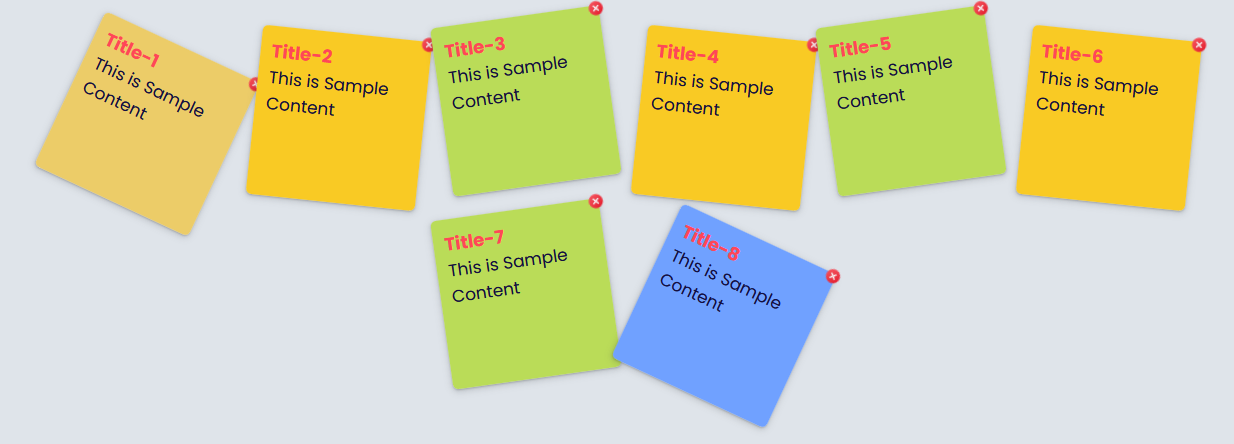 Title-1
This is Sample
Content
Title-2
This is Sample
Content
Title-3
This is Sample
Content
Title-4
This is Sample
Content
Title-5
This is Sample
Content
Title-6
This is Sample
Content
Title-7
This is Sample
Content
Title-8
This is Sample
Content